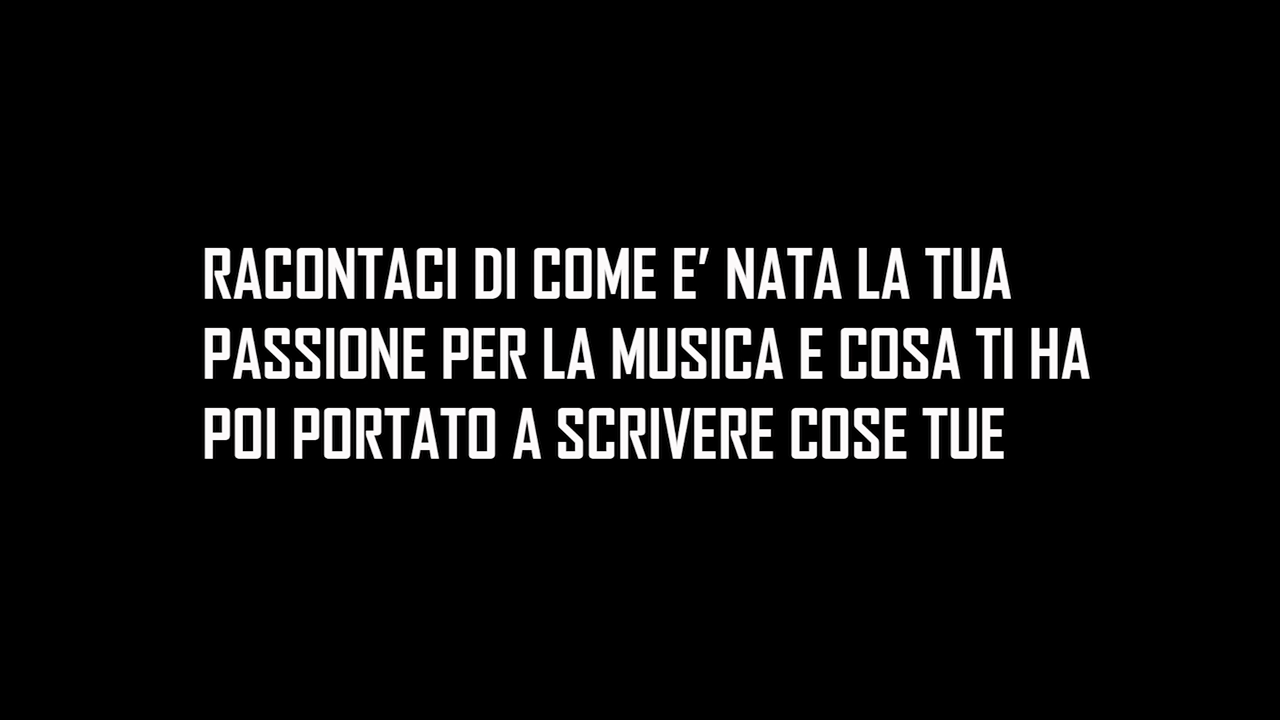 RACONTACI DI COME E’ NATA LA TUA
PASSIONE PER LA MUSICA E COSA TI HA
POI PORTATO A SCRIVERE COSE TUE